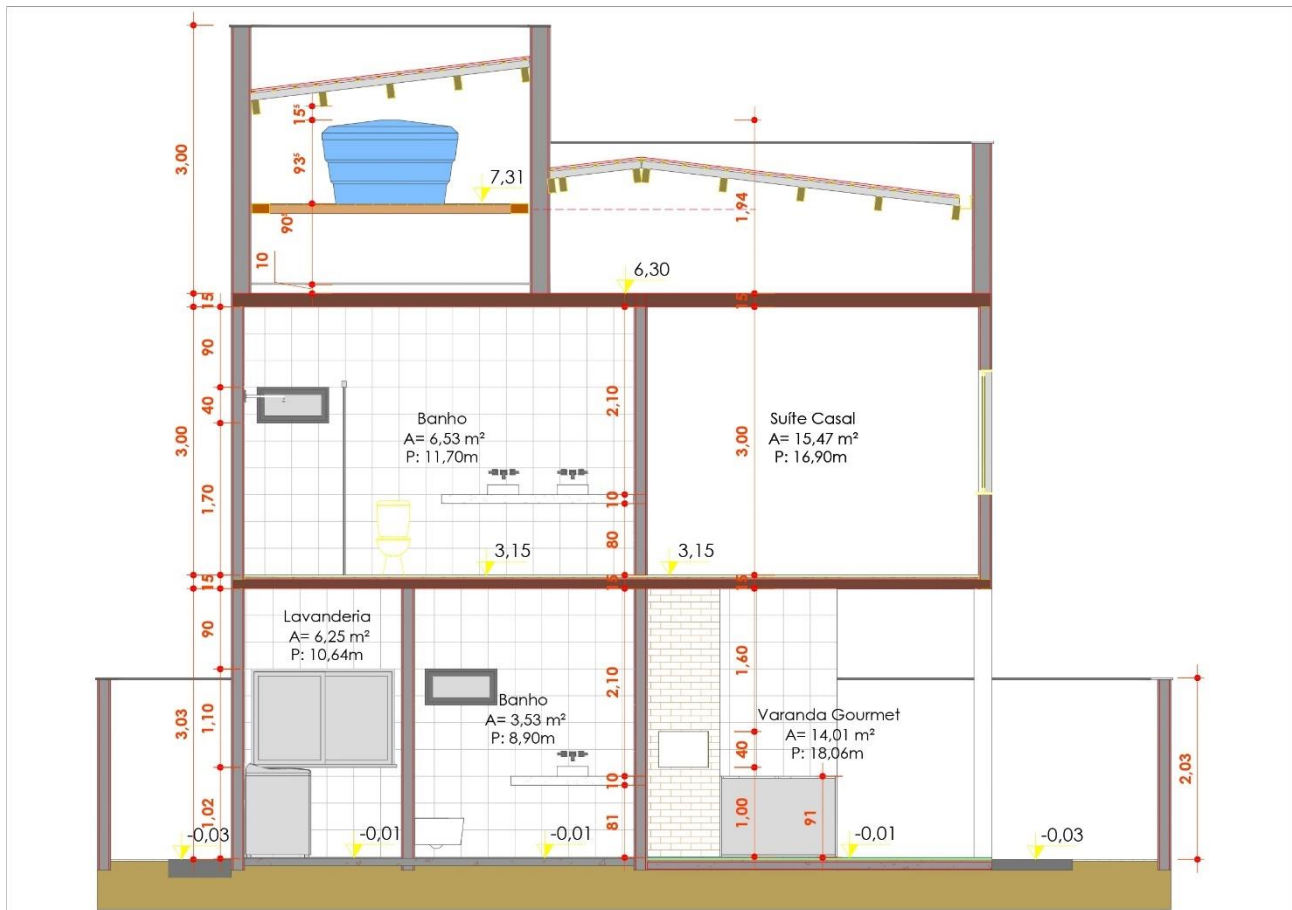 3,00
15⁵
93⁵
7,31
90⁵
1,94
10
6,30
15
15
90
40
3,00
1,70
2,10
10
80
3,00
Banho
A= 6,53 m²
P: 11,70m
Suíte Casal
A= 15,47 m²
P: 16,90m
3,15
3,15
15
15
15
90
3,03
1,10
1,02
Lavanderia
A= 6,25 m²
P: 10,64m
2,10
10
81
Banho
A= 3,53 m²
P: 8,90m
1,60
40
1,00
91
Varanda Gourmet
A= 14,01 m²
P: 18,06m
2,03
-0,03
-0,01
-0,01
-0,01
-0,03